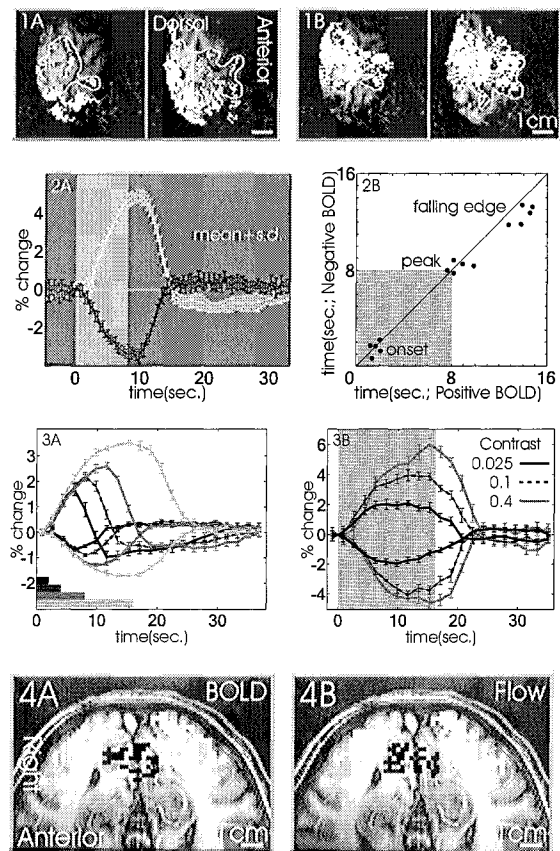 1A
Dorsal
Anterior
1B
1cm
2A
mean+s.d.
% change
4
2
0
-2
0
10
20
30
time(sec.)
2B
16
8
0
8
16
falling edge
peak
onset
time(sec.; Negative BOLD)
time(sec.; Positive BOLD)
3A
% change
3
2
1
0
-1
-2
0
10
20
30
time(sec.)
3B
Contrast
0.025
0.1
0.4
% change
6
4
2
0
-2
-4
0
10
20
30
time(sec.)
4A
BOLD
Right
Anterior
1cm
4B
Flow
1cm